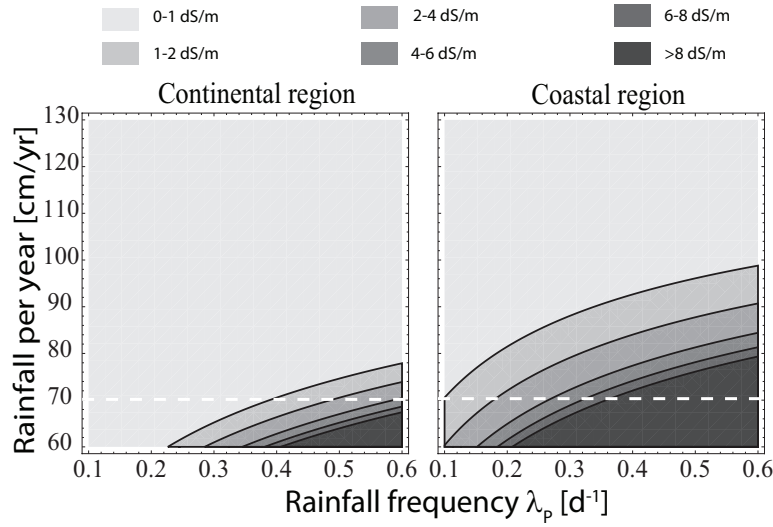 0-1 dS/m
2-4 dS/m
6-8 dS/m
1-2 dS/m
4-6 dS/m
>8 dS/m
Continental region
Coastal region
Rainfall per year [cm/yr]
130
120
110
100
90
80
70
60
0.1 0.2 0.3 0.4 0.5 0.6
0.1 0.2 0.3 0.4 0.5 0.6
Rainfall frequency λP [d-1]